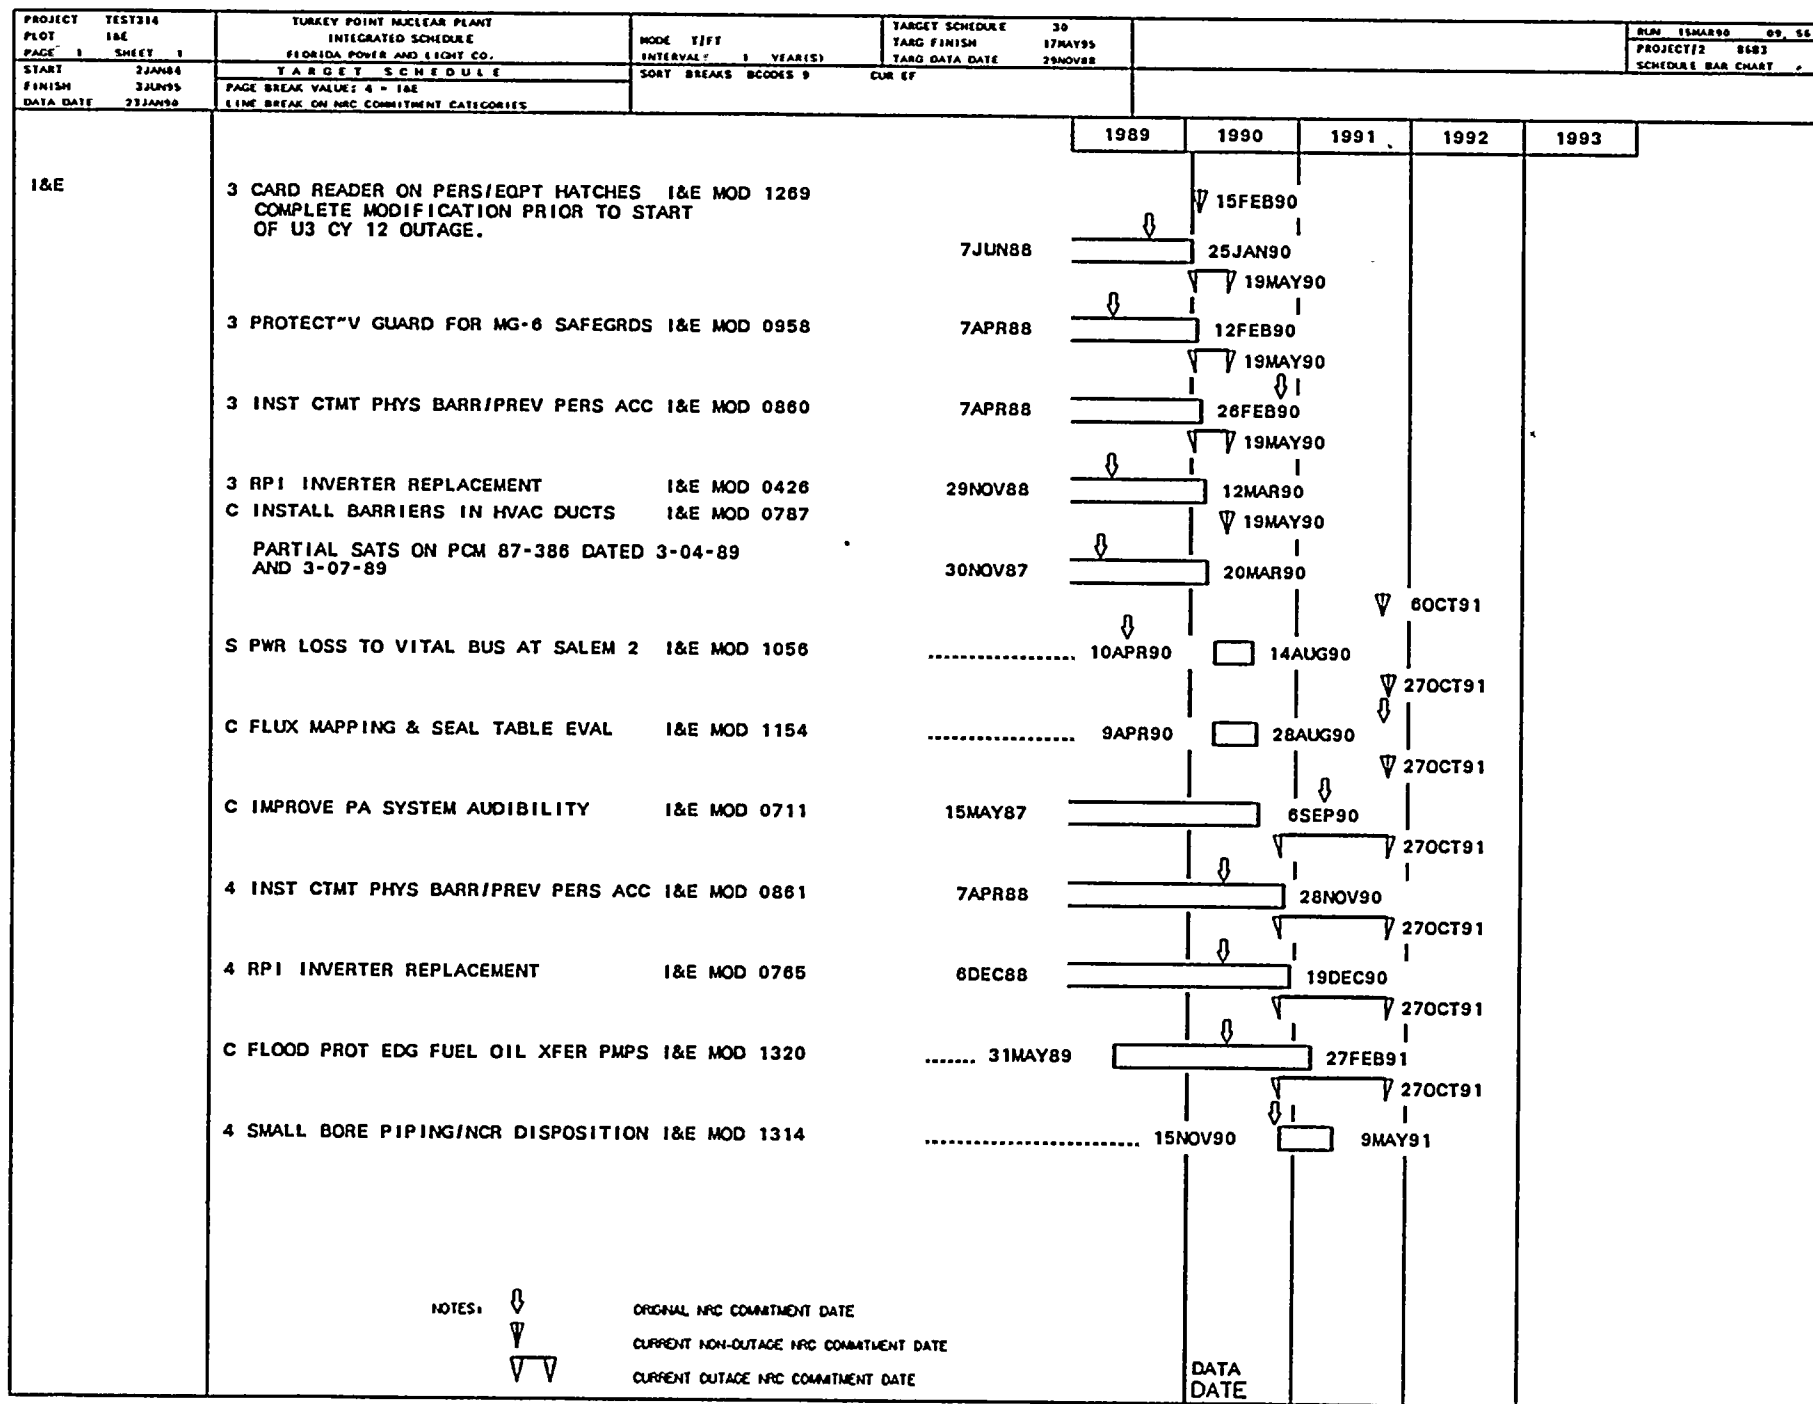 PROJECT TEST314
PLOT I&E
PAGE 1 SHEET 1
START 2JAN84
FINISH 3JUN95
DATA DATE 23JAN90
TURKEY POINT NUCLEAR PLANT
INTEGRATED SCHEDULE
FLORIDA POWER AND LIGHT CO.
TARGET SCHEDULE
PAGE BREAK VALUE: 4 = I&E
LINE BREAK ON NRC COMMITMENT CATEGORIES
MODE T/FT
INTERVAL: 1 YEAR(S)
SORT BREAKS BCODES 9 CUR EF
TARGET SCHEDULE 30
TARG FINISH 17MAY95
TARG DATA DATE 29NOV88
RUN 15MAR90 09, 56
PROJECT/2 8683
SCHEDULE BAR CHART
1989 1990 1991 1992 1993
I&E
3 CARD READER ON PERS/EQPT HATCHES I&E MOD 1269 15FEB90
COMPLETE MODIFICATION PRIOR TO START
OF U3 CY 12 OUTAGE.
7JUN88 25JAN90
19MAY90
3 PROTECT"V GUARD FOR MG-6 SAFEGRDS I&E MOD 0958 7APR88 12FEB90
19MAY90
3 INST CTMT PHYS BARR/PREV PERS ACC I&E MOD 0860 7APR88 26FEB90
19MAY90
3 RPI INVERTER REPLACEMENT I&E MOD 0426 29NOV88 12MAR90
C INSTALL BARRIERS IN HVAC DUCTS I&E MOD 0787 19MAY90
PARTIAL SATS ON PCM 87-386 DATED 3-04-89
AND 3-07-89 30NOV87 20MAR90
6OCT91
S PWR LOSS TO VITAL BUS AT SALEM 2 I&E MOD 1056 10APR90 14AUG90
27OCT91
C FLUX MAPPING & SEAL TABLE EVAL I&E MOD 1154 9APR90 28AUG90
27OCT91
C IMPROVE PA SYSTEM AUDIBILITY I&E MOD 0711 15MAY87 6SEP90
27OCT91
4 INST CTMT PHYS BARR/PREV PERS ACC I&E MOD 0861 7APR88 28NOV90
27OCT91
4 RPI INVERTER REPLACEMENT I&E MOD 0765 6DEC88 19DEC90
27OCT91
C FLOOD PROT EDG FUEL OIL XFER PMPS I&E MOD 1320 31MAY89 27FEB91
27OCT91
4 SMALL BORE PIPING/NCR DISPOSITION I&E MOD 1314 15NOV90 9MAY91
NOTES: ORIGINAL NRC COMMITMENT DATE
CURRENT NON-OUTAGE NRC COMMITMENT DATE
CURRENT OUTAGE NRC COMMITMENT DATE
DATA
DATE